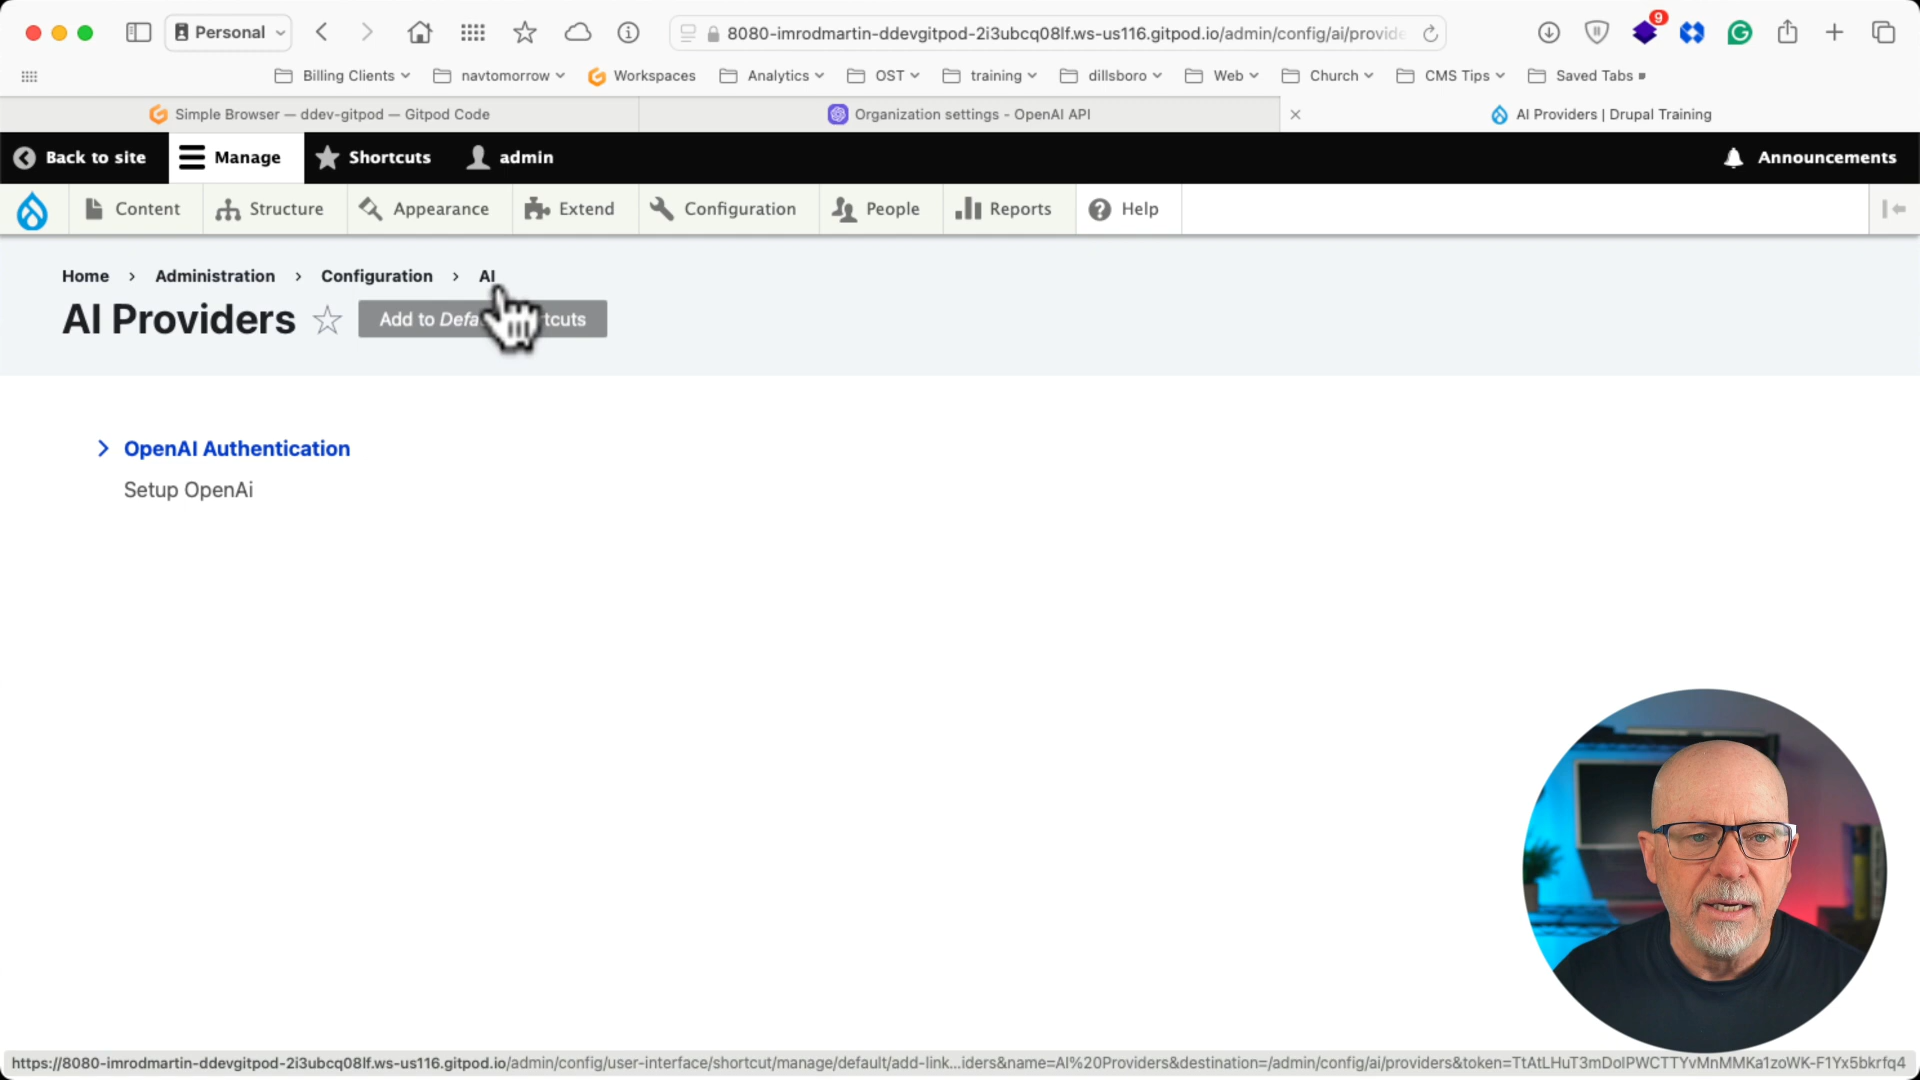 Personal
8080-imrodmartin-ddevgitpod-2i3ubcq08lf.ws-us116.gitpod.io/admin/config/ai/provide
9
Billing Clients
navtomorrow
Workspaces
Analytics
OST
training
dillsboro
Web
Church
CMS Tips
Saved Tabs
Simple Browser — ddev-gitpod — Gitpod Code
Organization settings - OpenAI API
AI Providers | Drupal Training
Back to site
Manage
Shortcuts
admin
Announcements
Content
Structure
Appearance
Extend
Configuration
People
Reports
Help
Home › Administration › Configuration › AI
AI Providers
Add to Defa tcuts
OpenAI Authentication
Setup OpenAi
https://8080-imrodmartin-ddevgitpod-2i3ubcq08lf.ws-us116.gitpod.io/admin/config/user-interface/shortcut/manage/default/add-link...iders&name=AI%20Providers&destination=/admin/config/ai/providers&token=TtAtLHuT3mDolPWCTTYvMnMMKa1zoWK-F1Yx5bkrfq4